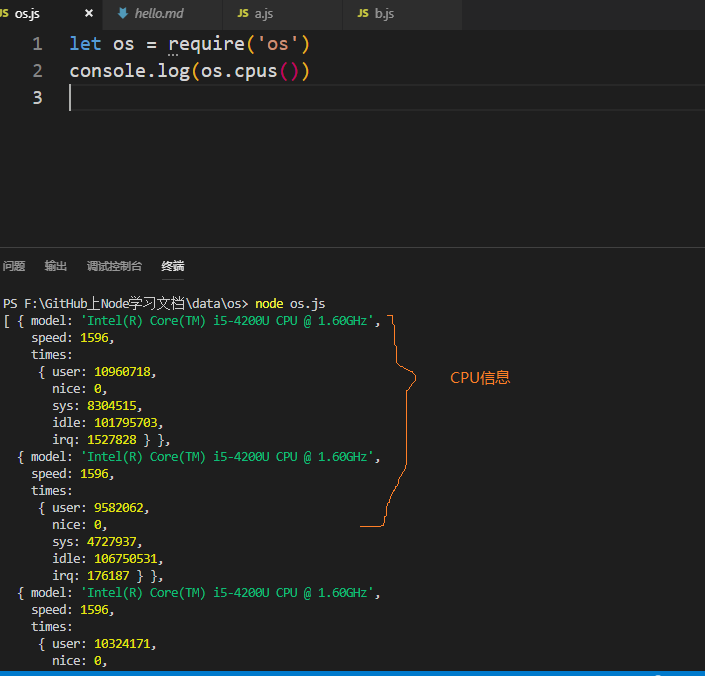 JS os.js × hello.md JS a.js JS b.js
1 let os = require('os')
2 console.log(os.cpus())
3
问题 输出 调试控制台 终端
PS F:\GitHub上Node学习文档\data\os> node os.js
[ { model: 'Intel(R) Core(TM) i5-4200U CPU @ 1.60GHz',
speed: 1596,
times:
{ user: 10960718,
CPU信息
nice: 0,
sys: 8304515,
idle: 101795703,
irq: 1527828 } },
{ model: 'Intel(R) Core(TM) i5-4200U CPU @ 1.60GHz',
speed: 1596,
times:
{ user: 9582062,
nice: 0,
sys: 4727937,
idle: 106750531,
irq: 176187 } },
{ model: 'Intel(R) Core(TM) i5-4200U CPU @ 1.60GHz',
speed: 1596,
times:
{ user: 10324171,
nice: 0,